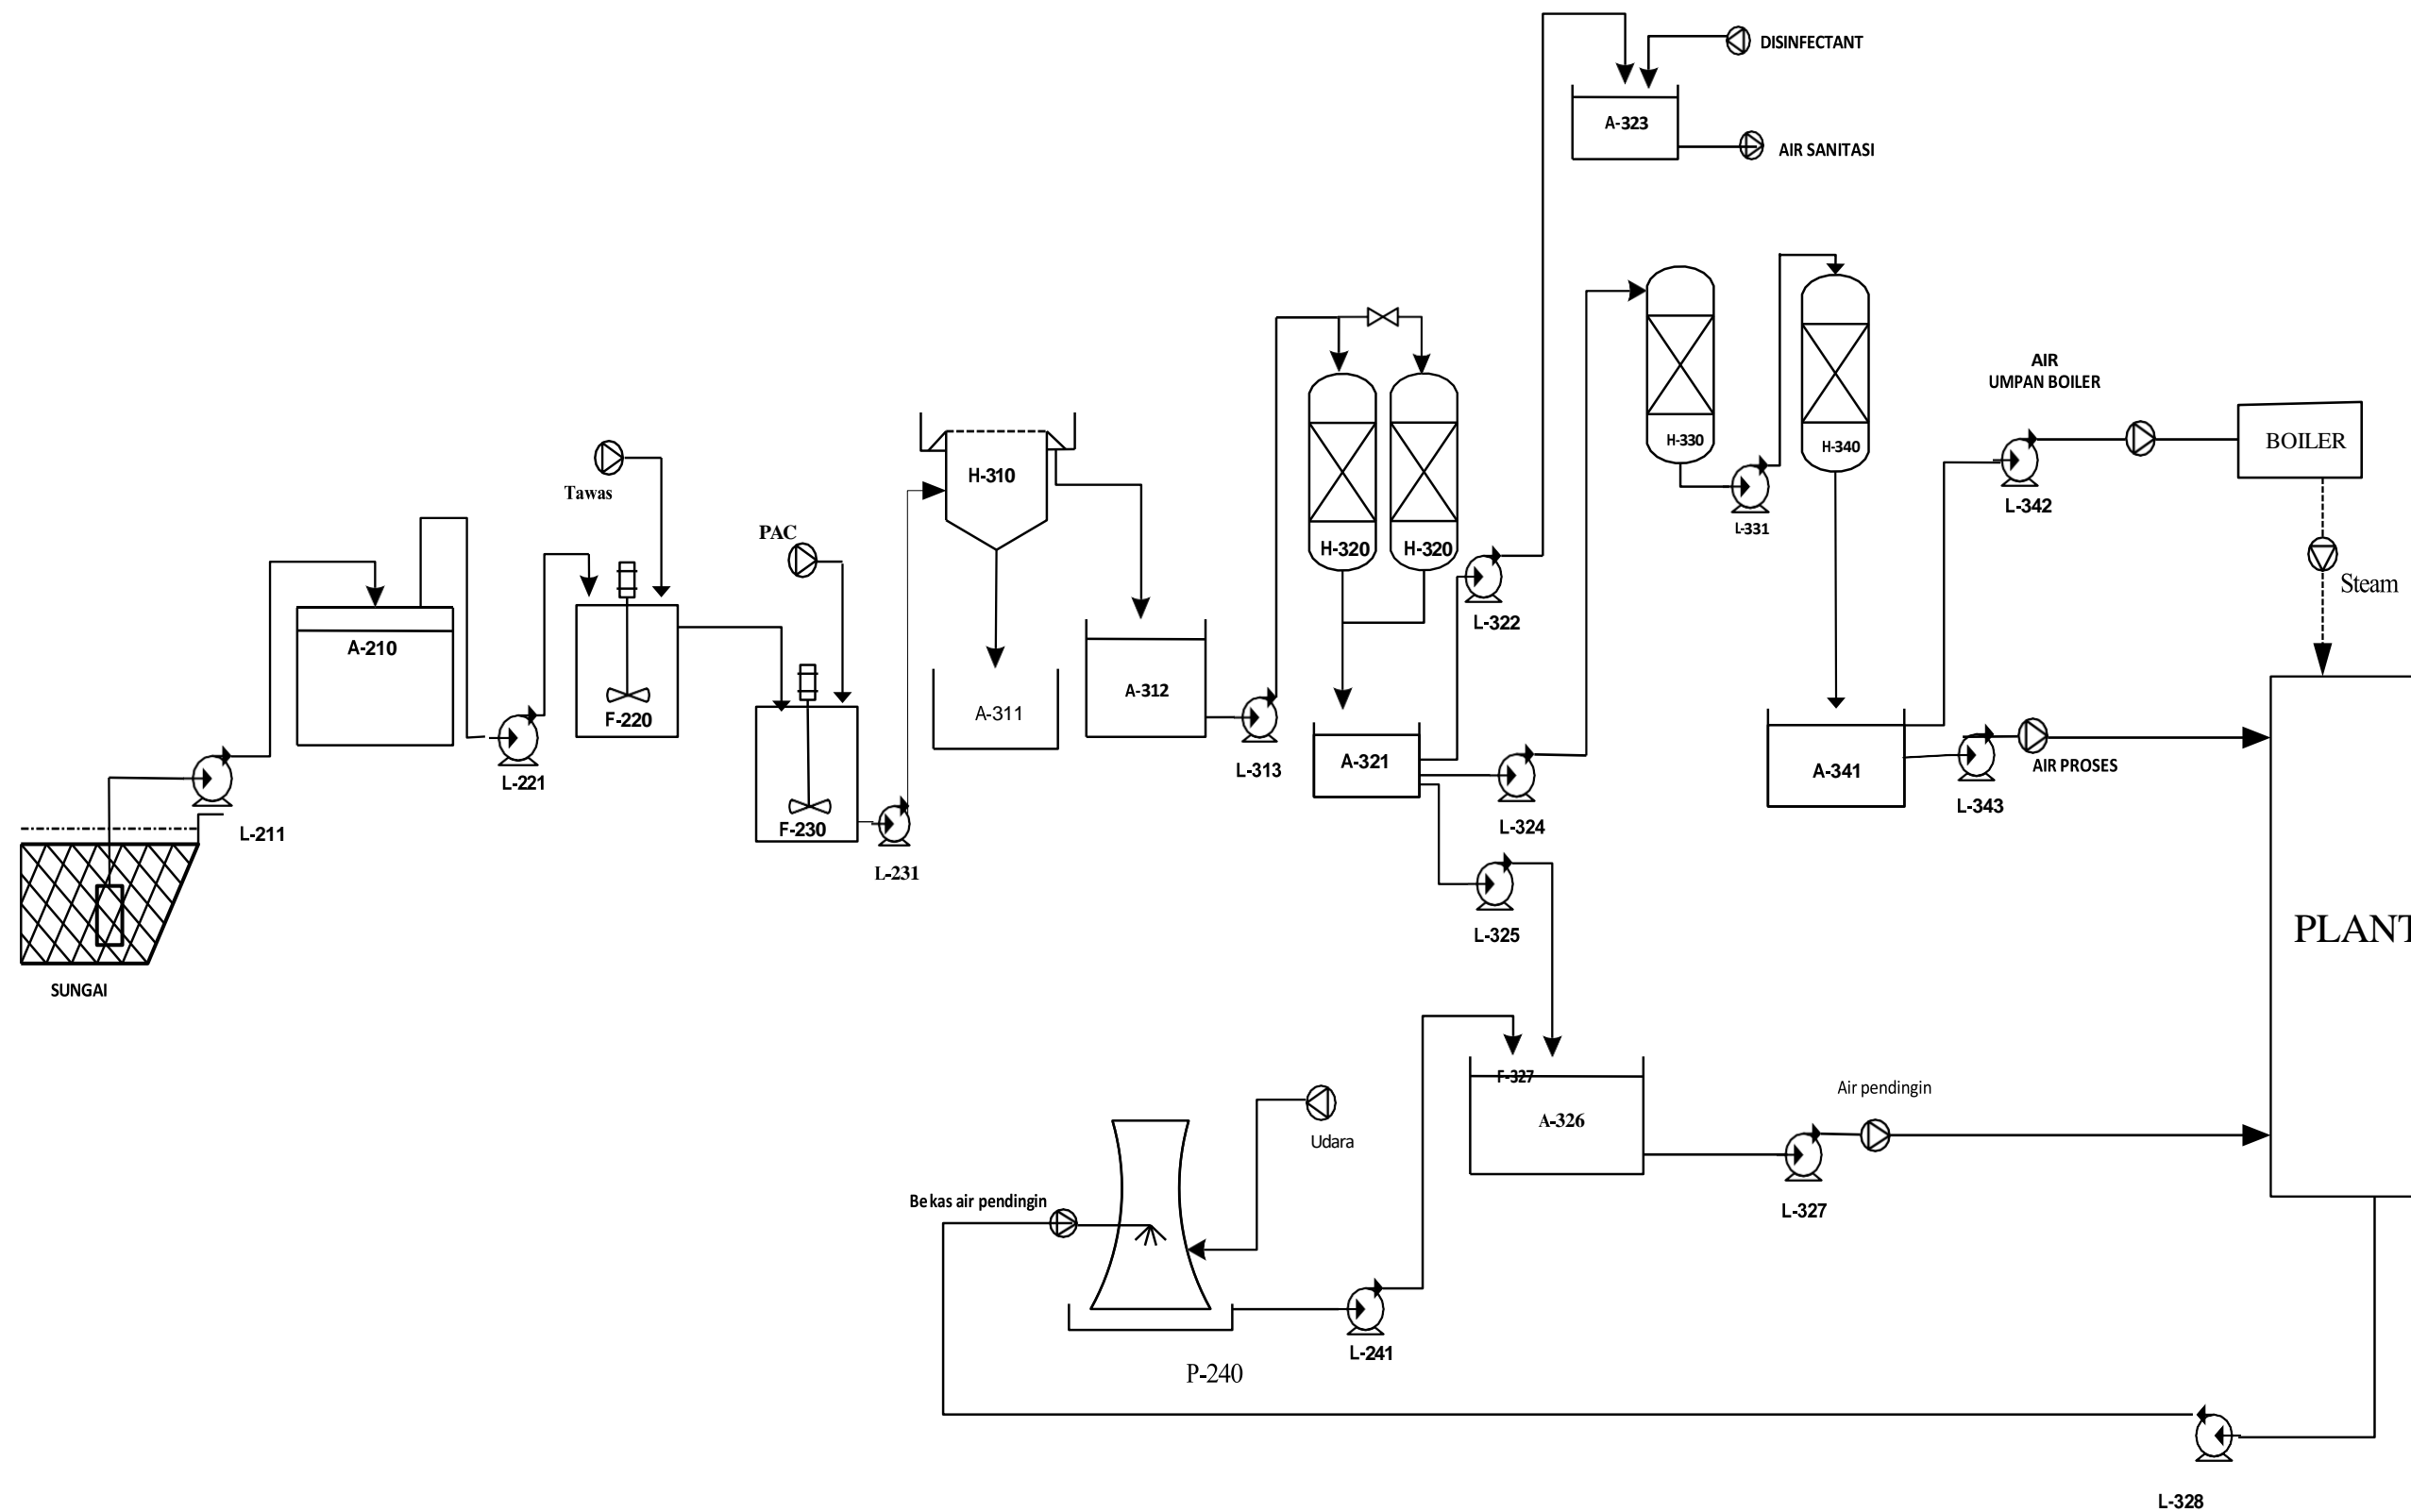 DISINFECTANT
A-323
AIR SANITASI
H-330
H-340
L-331
AIR
UMPAN BOILER
BOILER
L-342
Steam
Tawas
PAC
H-310
H-320
H-320
L-322
A-210
F-220
A-311
A-312
L-313
A-321
L-324
A-341
L-343
AIR PROSES
L-221
L-211
F-230
L-231
L-325
SUNGAI
PLANT
F-327
A-326
Air pendingin
L-327
Udara
Bekas air pendingin
L-241
P-240
L-328